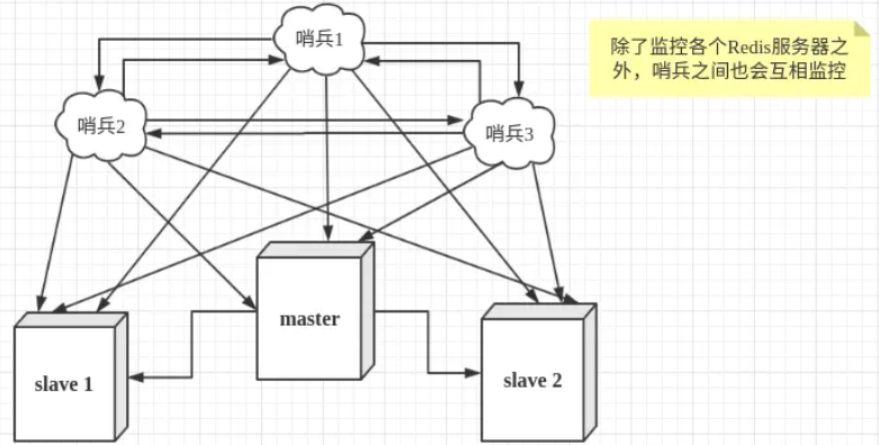 哨兵1
除了监控各个Redis服务器之
外，哨兵之间也会互相监控
哨兵2
哨兵3
master
slave 1
slave 2